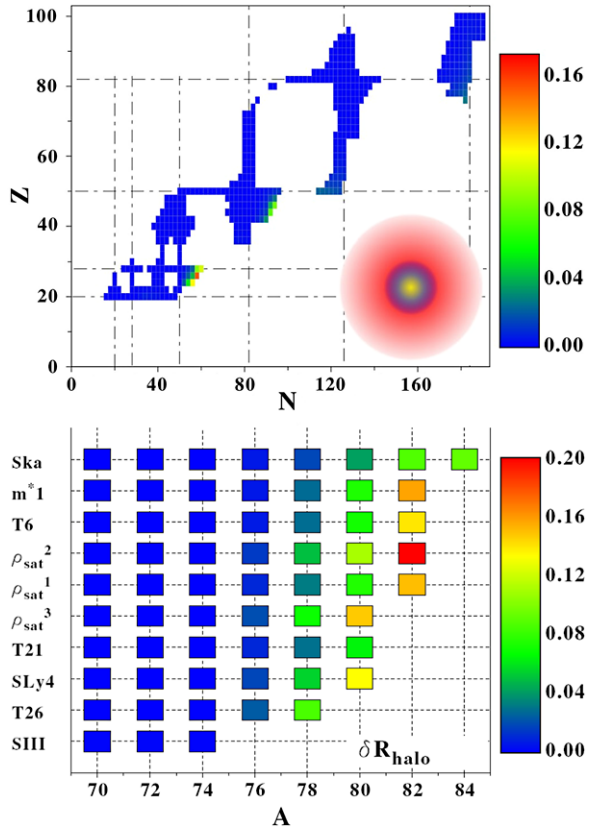 100
80
60
40
20
0
Z
0 40 80 120 160
N
0.16
0.12
0.08
0.04
0.00
Ska
m*1
T6
ρsat2
ρsat1
ρsat3
T21
SLy4
T26
SIII
δRhalo
70 72 74 76 78 80 82 84
A
0.20
0.16
0.12
0.08
0.04
0.00